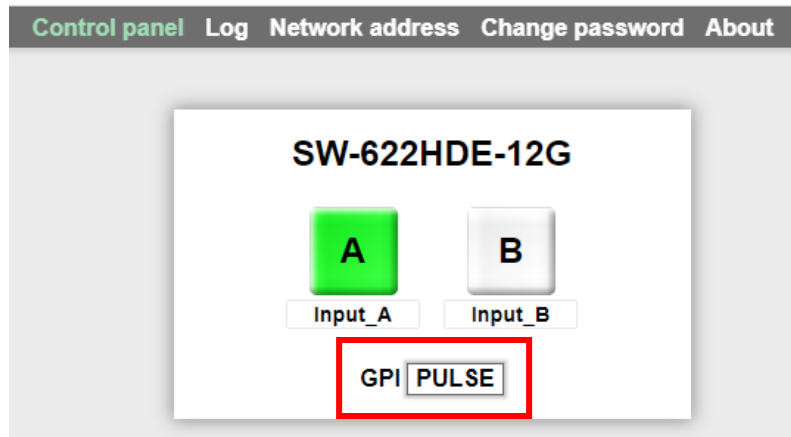 Control panel Log Network address Change password About
SW-622HDE-12G
A B
Input_A Input_B
GPI PULSE